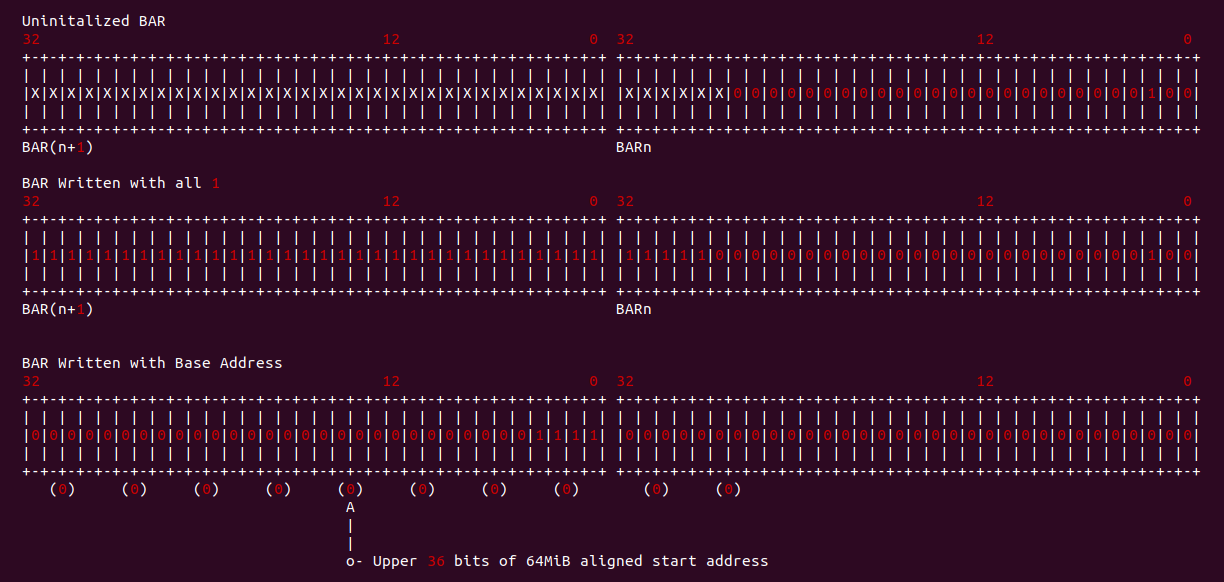 Uninitalized BAR
32                                      12                     0  32                                      12                     0
+-+-+-+-+-+-+-+-+-+-+-+-+-+-+-+-+-+-+-+-+-+-+-+-+-+-+-+-+-+-+-+-+ +-+-+-+-+-+-+-+-+-+-+-+-+-+-+-+-+-+-+-+-+-+-+-+-+-+-+-+-+-+-+-+-+
| | | | | | | | | | | | | | | | | | | | | | | | | | | | | | | | | | | | | | | | | | | | | | | | | | | | | | | | | | | | | | | | | |
|X|X|X|X|X|X|X|X|X|X|X|X|X|X|X|X|X|X|X|X|X|X|X|X|X|X|X|X|X|X|X|X| |X|X|X|X|X|X|0|0|0|0|0|0|0|0|0|0|0|0|0|0|0|0|0|0|0|0|0|0|0|1|0|0|
| | | | | | | | | | | | | | | | | | | | | | | | | | | | | | | | | | | | | | | | | | | | | | | | | | | | | | | | | | | | | | | | | |
+-+-+-+-+-+-+-+-+-+-+-+-+-+-+-+-+-+-+-+-+-+-+-+-+-+-+-+-+-+-+-+-+ +-+-+-+-+-+-+-+-+-+-+-+-+-+-+-+-+-+-+-+-+-+-+-+-+-+-+-+-+-+-+-+-+
BAR(n+1)                                                          BARn
BAR Written with all 1
32                                      12                     0  32                                      12                     0
+-+-+-+-+-+-+-+-+-+-+-+-+-+-+-+-+-+-+-+-+-+-+-+-+-+-+-+-+-+-+-+-+ +-+-+-+-+-+-+-+-+-+-+-+-+-+-+-+-+-+-+-+-+-+-+-+-+-+-+-+-+-+-+-+-+
| | | | | | | | | | | | | | | | | | | | | | | | | | | | | | | | | | | | | | | | | | | | | | | | | | | | | | | | | | | | | | | | | |
|1|1|1|1|1|1|1|1|1|1|1|1|1|1|1|1|1|1|1|1|1|1|1|1|1|1|1|1|1|1|1|1| |1|1|1|1|1|0|0|0|0|0|0|0|0|0|0|0|0|0|0|0|0|0|0|0|0|0|0|0|0|1|0|0|
| | | | | | | | | | | | | | | | | | | | | | | | | | | | | | | | | | | | | | | | | | | | | | | | | | | | | | | | | | | | | | | | | |
+-+-+-+-+-+-+-+-+-+-+-+-+-+-+-+-+-+-+-+-+-+-+-+-+-+-+-+-+-+-+-+-+ +-+-+-+-+-+-+-+-+-+-+-+-+-+-+-+-+-+-+-+-+-+-+-+-+-+-+-+-+-+-+-+-+
BAR(n+1)                                                          BARn
BAR Written with Base Address
32                                      12                     0  32                                      12                     0
+-+-+-+-+-+-+-+-+-+-+-+-+-+-+-+-+-+-+-+-+-+-+-+-+-+-+-+-+-+-+-+-+ +-+-+-+-+-+-+-+-+-+-+-+-+-+-+-+-+-+-+-+-+-+-+-+-+-+-+-+-+-+-+-+-+
| | | | | | | | | | | | | | | | | | | | | | | | | | | | | | | | | | | | | | | | | | | | | | | | | | | | | | | | | | | | | | | | | |
|0|0|0|0|0|0|0|0|0|0|0|0|0|0|0|0|0|0|0|0|0|0|0|0|0|0|0|0|1|1|1|1| |0|0|0|0|0|0|0|0|0|0|0|0|0|0|0|0|0|0|0|0|0|0|0|0|0|0|0|0|0|0|0|0|
| | | | | | | | | | | | | | | | | | | | | | | | | | | | | | | | | | | | | | | | | | | | | | | | | | | | | | | | | | | | | | | | | |
+-+-+-+-+-+-+-+-+-+-+-+-+-+-+-+-+-+-+-+-+-+-+-+-+-+-+-+-+-+-+-+-+ +-+-+-+-+-+-+-+-+-+-+-+-+-+-+-+-+-+-+-+-+-+-+-+-+-+-+-+-+-+-+-+-+
   (0)     (0)     (0)     (0)     (0)     (0)     (0)     (0)       (0)     (0)
                                    A
                                    |
                                    |
                                    o- Upper 36 bits of 64MiB aligned start address